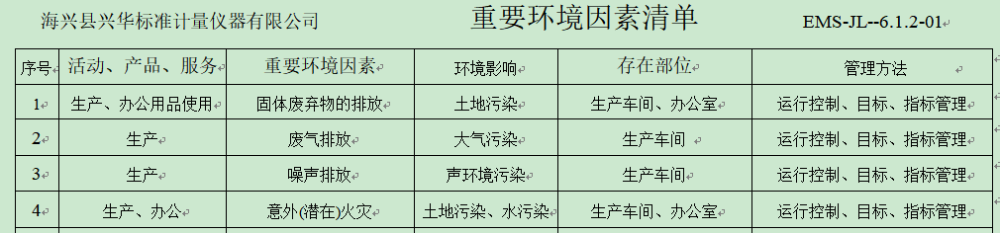 海兴县兴华标准计量仪器有限公司 重要环境因素清单 EMS-JL--6.1.2-01
序号 活动、产品、服务 重要环境因素 环境影响 存在部位 管理方法
1 生产、办公用品使用 固体废弃物的排放 土地污染 生产车间、办公室 运行控制、目标、指标管理
2 生产 废气排放 大气污染 生产车间 运行控制、目标、指标管理
3 生产 噪声排放 声环境污染 生产车间 运行控制、目标、指标管理
4 生产、办公 意外(潜在)火灾 土地污染、水污染 生产车间、办公室 运行控制、目标、指标管理